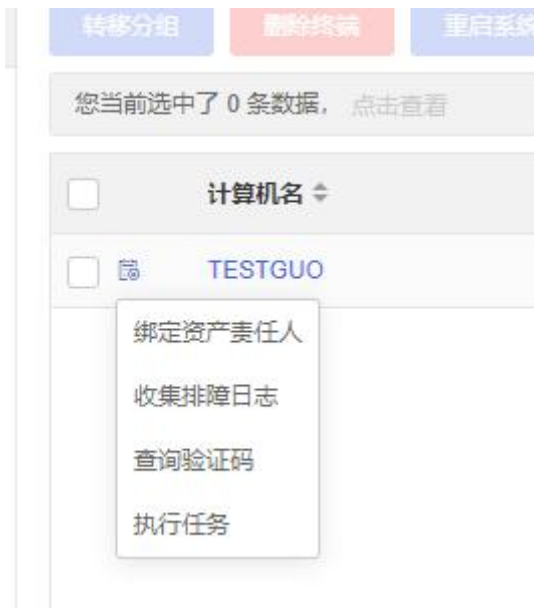 转移分组 删除终端 重启系统
您当前选中了 0 条数据， 点击查看
计算机名
TESTGUO
绑定资产责任人
收集排障日志
查询验证码
执行任务